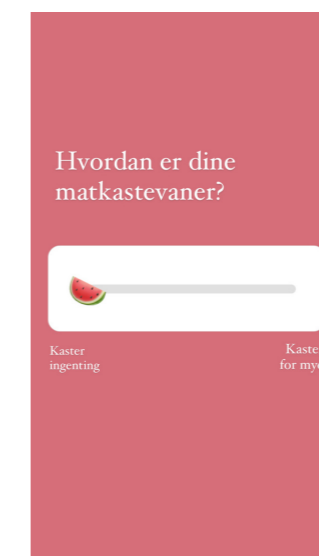 Hvordan er dine
matkastevaner?
Kaster
ingenting
for